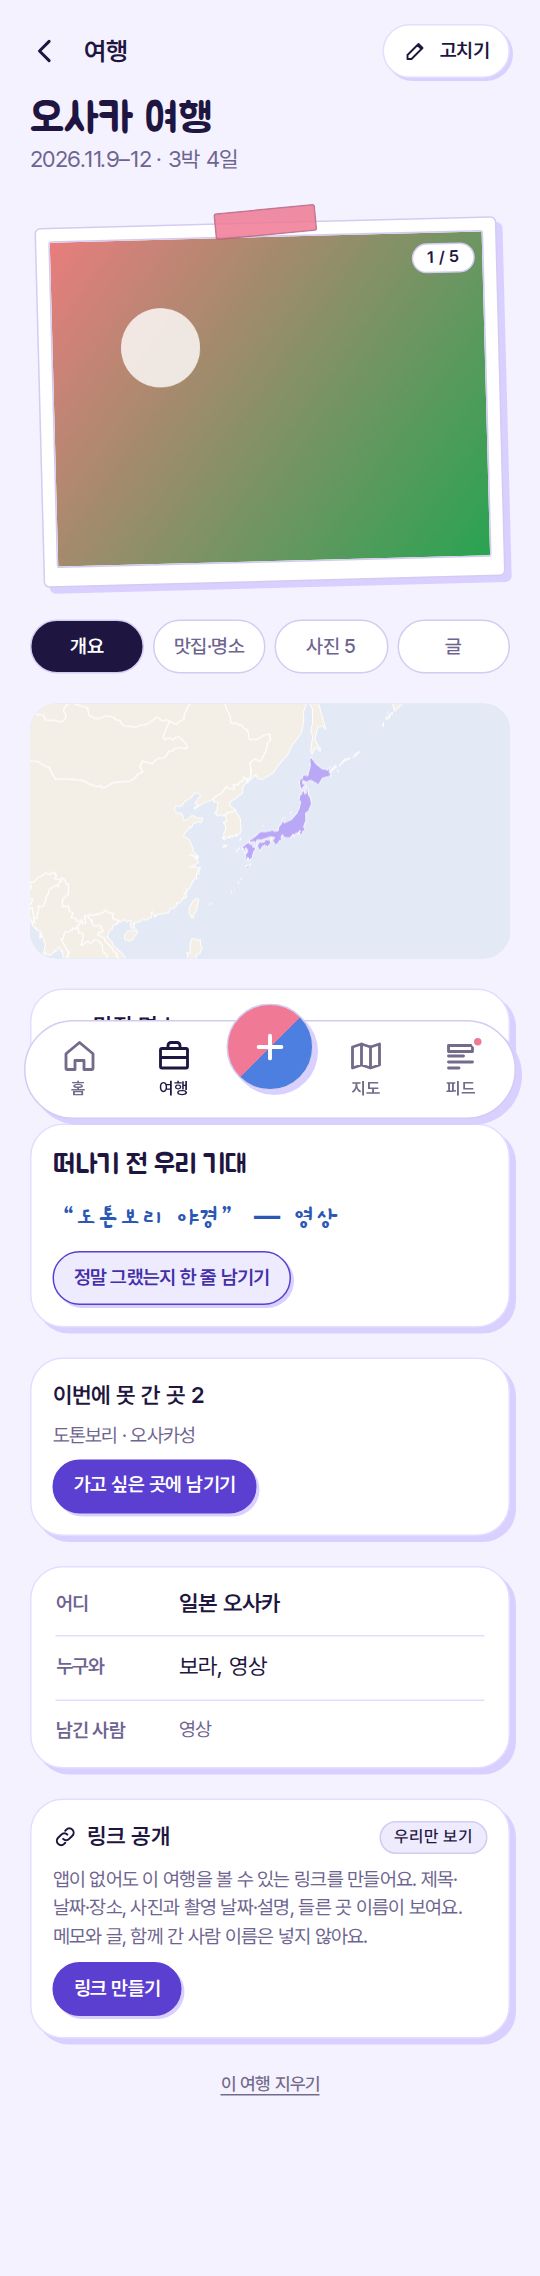 여행
고치기
오사카 여행
2026.11.9–12 · 3박 4일
1 / 5
개요
맛집·명소
사진 5
글
홈
여행
지도
피드
떠나기 전 우리 기대
“도톤보리 야경” — 영상
정말 그랬는지 한 줄 남기기
이번에 못 간 곳 2
도톤보리 · 오사카성
가고 싶은 곳에 남기기
어디
일본 오사카
누구와
보라, 영상
남긴 사람
영상
링크 공개
우리만 보기
앱이 없어도 이 여행을 볼 수 있는 링크를 만들어요. 제목·
날짜·장소, 사진과 촬영 날짜·설명, 들른 곳 이름이 보여요.
메모와 글, 함께 간 사람 이름은 넣지 않아요.
링크 만들기
이 여행 지우기